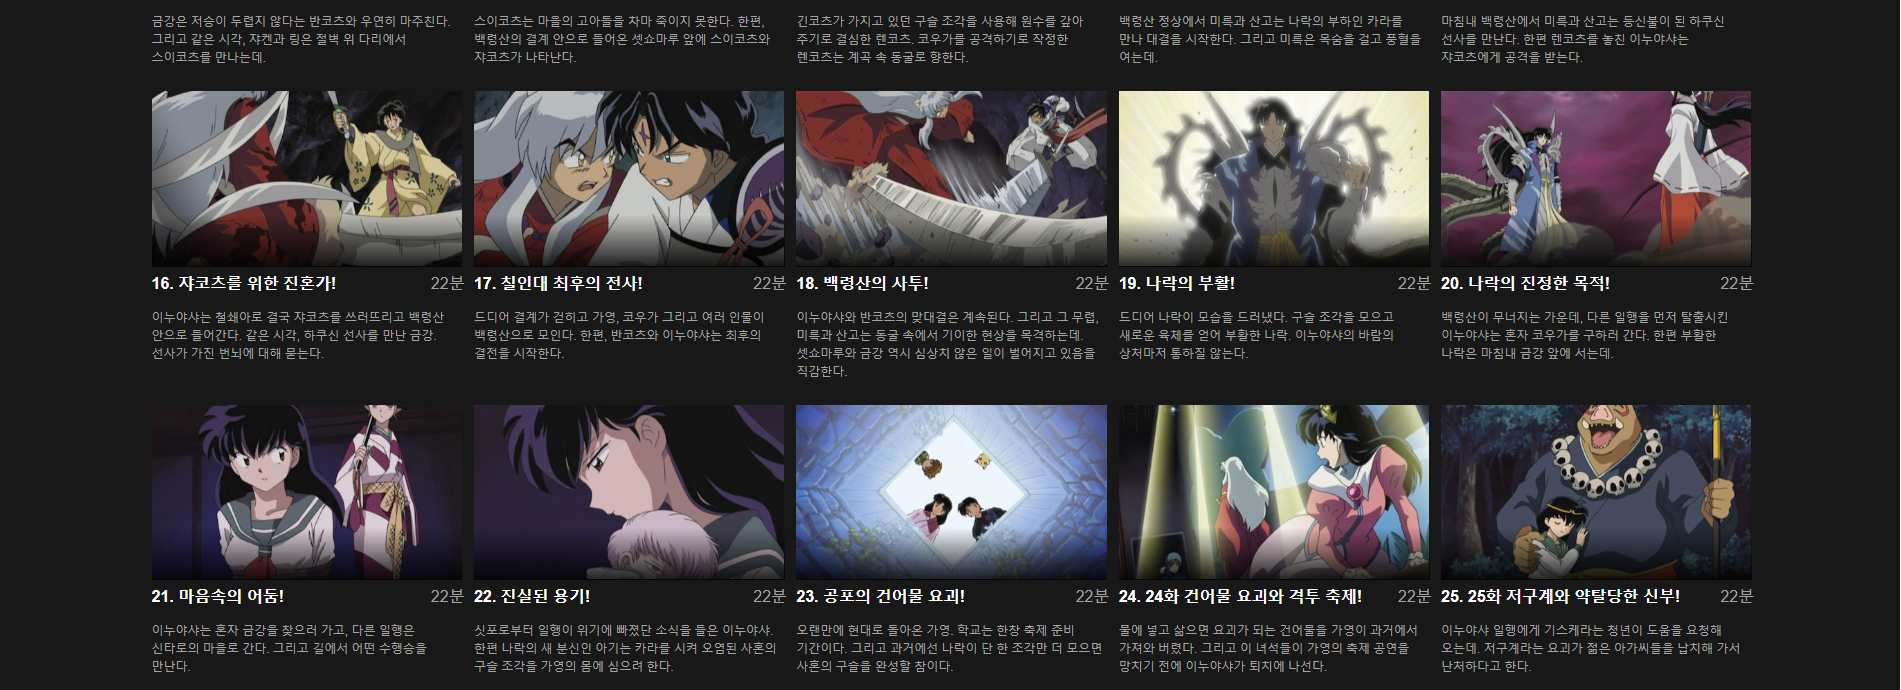 금강은 저승이 두렵지 않다는 반코츠와 우연히 마주친다.
그리고 같은 시각, 쟈켄과 링은 절벽 위 다리에서
스이코츠를 만나는데.
스이코츠는 마을의 고아들을 차마 죽이지 못한다. 한편,
백령산의 결계 안으로 들어온 셋쇼마루 앞에 스이코츠와
쟈코츠가 나타난다.
긴코츠가 가지고 있던 구슬 조각을 사용해 원수를 갚아
주기로 결심한 렌코츠. 코우가를 공격하기로 작정한
렌코츠는 계곡 속 동굴로 향한다.
백령산 정상에서 미륵과 산고는 나락의 부하인 카라를
만나 대결을 시작한다. 그리고 미륵은 목숨을 걸고 풍혈을
여는데.
마침내 백령산에서 미륵과 산고는 등신불이 된 하쿠신
선사를 만난다. 한편 렌코츠를 놓친 이누야샤는
쟈코츠에게 공격을 받는다.
16. 쟈코츠를 위한 진혼가! 22분
이누야샤는 철쇄아로 결국 쟈코츠를 쓰러뜨리고 백령산
안으로 들어간다. 같은 시각, 하쿠신 선사를 만난 금강.
선사가 가진 번뇌에 대해 묻는다.
17. 칠인대 최후의 전사! 22분
드디어 결계가 걷히고 가영, 코우가 그리고 여러 인물이
백령산으로 모인다. 한편, 반코츠와 이누야샤는 최후의
결전을 시작한다.
18. 백령산의 사투! 22분
이누야샤와 반코츠의 맞대결은 계속된다. 그리고 그 무렵,
미륵과 산고는 동굴 속에서 기이한 현상을 목격하는데.
셋쇼마루와 금강 역시 심상치 않은 일이 벌어지고 있음을
직감한다.
19. 나락의 부활! 22분
드디어 나락이 모습을 드러냈다. 구슬 조각을 모으고
새로운 육체를 얻어 부활한 나락. 이누야샤의 바람의
상처마저 통하질 않는다.
20. 나락의 진정한 목적! 22분
백령산이 무너지는 가운데, 다른 일행을 먼저 탈출시킨
이누야샤는 혼자 코우가를 구하러 간다. 한편 부활한
나락은 마침내 금강 앞에 서는데.
21. 마음속의 어둠! 22분
이누야샤는 혼자 금강을 찾으러 가고, 다른 일행은
신타로의 마을로 간다. 그리고 길에서 어떤 수행승을
만난다.
22. 진실된 용기! 22분
싯포로부터 일행이 위기에 빠졌단 소식을 들은 이누야샤.
한편 나락의 새 분신인 아기는 카라를 시켜 오염된 사혼의
구슬 조각을 가영의 몸에 심으려 한다.
23. 공포의 건어물 요괴! 22분
오랜만에 현대로 돌아온 가영. 학교는 한창 축제 준비
기간이다. 그리고 과거에선 나락이 단 한 조각만 더 모으면
사혼의 구슬을 완성할 참이다.
24. 24화 건어물 요괴와 격투 축제! 22분
물에 넣고 삶으면 요괴가 되는 건어물을 가영이 과거에서
가져와 버렸다. 그리고 이 녀석들이 가영의 축제 공연을
망치기 전에 이누야샤가 퇴치에 나선다.
25. 25화 저구계와 약탈당한 신부! 22분
이누야샤 일행에게 기스케라는 청년이 도움을 요청해
오는데. 저구계라는 요괴가 젊은 아가씨들을 납치해 가서
난처하다고 한다.